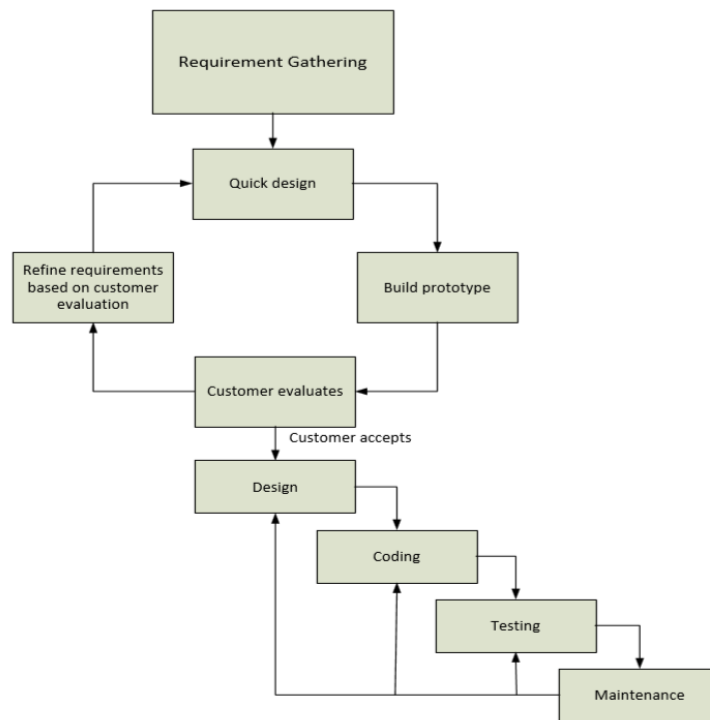 Requirement Gathering
Quick design
Refine requirements
based on customer
evaluation
Build prototype
Customer evaluates
Customer accepts
Design
Coding
Testing
Maintenance